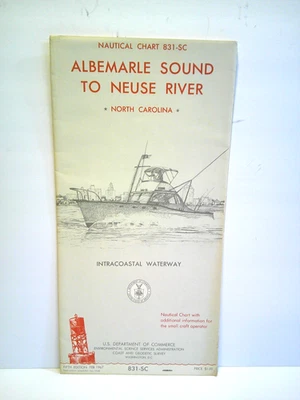 NAUTICAL CHART 831-SC
ALBEMARLE SOUND
TO NEUSE RIVER
★ NORTH CAROLINA ★
INTRACOASTAL WATERWAY
Nautical Chart with
additional information for
the small craft operator
U.S. DEPARTMENT OF COMMERCE
ENVIRONMENTAL SCIENCE SERVICES ADMINISTRATION
COAST AND GEODETIC SURVEY
WASHINGTON, D.C.
831-SC